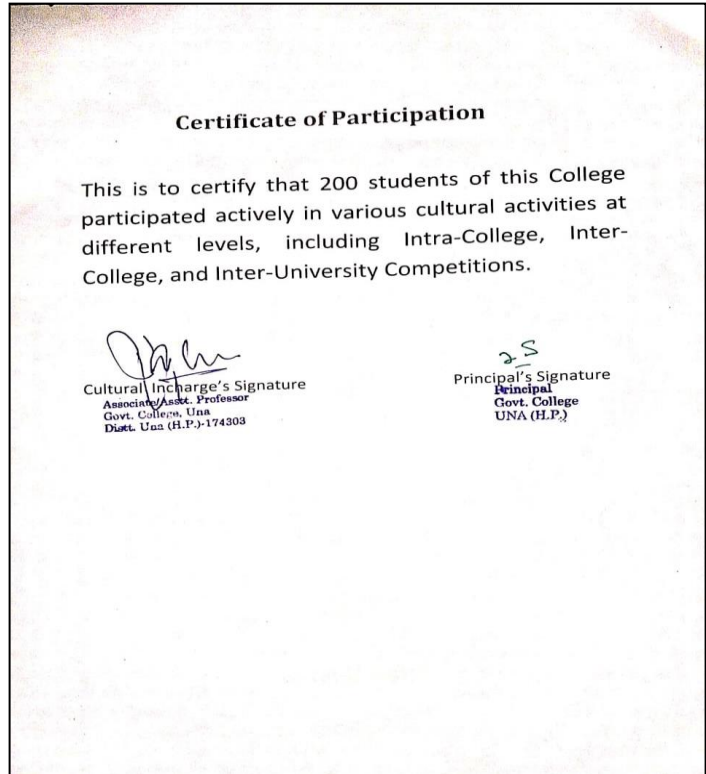 Certificate of Participation
This is to certify that 200 students of this College
participated actively in various cultural activities at
different levels, including Intra-College, Inter-
College, and Inter-University Competitions.
Cultural Incharge's Signature
Associate/Asstt. Professor
Govt. College, Una
Distt. Una (H.P.)-174303
Principal's Signature
Principal
Govt. College
UNA (H.P.)